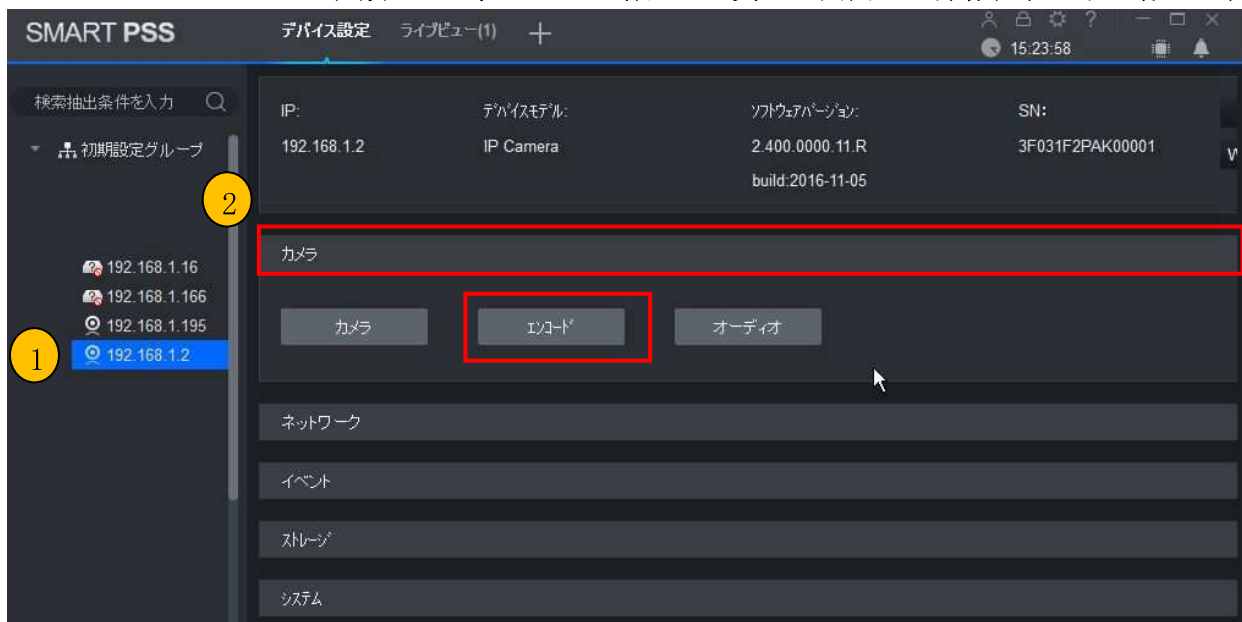 SMART PSS
デバイス設定 ライブビュー(1) ＋
15:23:58
検索抽出条件を入力
初期設定グループ
192.168.1.16
192.168.1.166
192.168.1.195
192.168.1.2
1
2
IP: ﾃﾞﾊﾞｲｽﾓﾃﾞﾙ: ｿﾌﾄｳｪｱﾊﾞｰｼﾞｮﾝ: SN:
192.168.1.2 IP Camera 2.400.0000.11.R 3F031F2PAK00001
build:2016-11-05
カメラ
カメラ ｴﾝｺｰﾄﾞ オーディオ
ネットワーク
イベント
ｽﾄﾚｰｼﾞ
システム